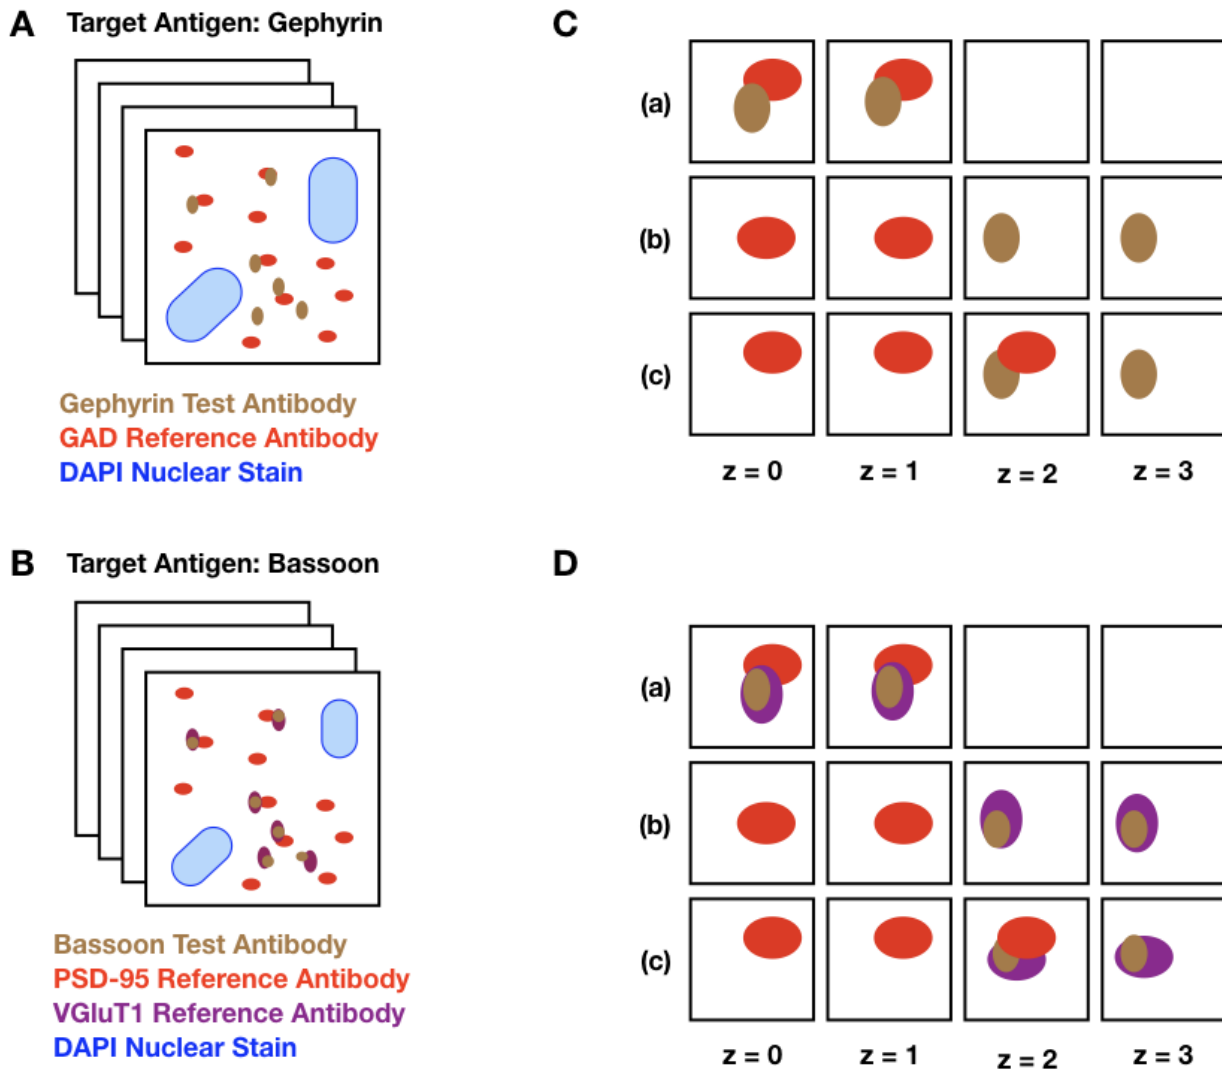 A
Target Antigen: Gephyrin
Gephyrin Test Antibody
GAD Reference Antibody
DAPI Nuclear Stain
C
(a)
(b)
(c)
z = 0
z = 1
z = 2
z = 3
B
Target Antigen: Bassoon
Bassoon Test Antibody
PSD-95 Reference Antibody
VGluT1 Reference Antibody
DAPI Nuclear Stain
D
(a)
(b)
(c)
z = 0
z = 1
z = 2
z = 3